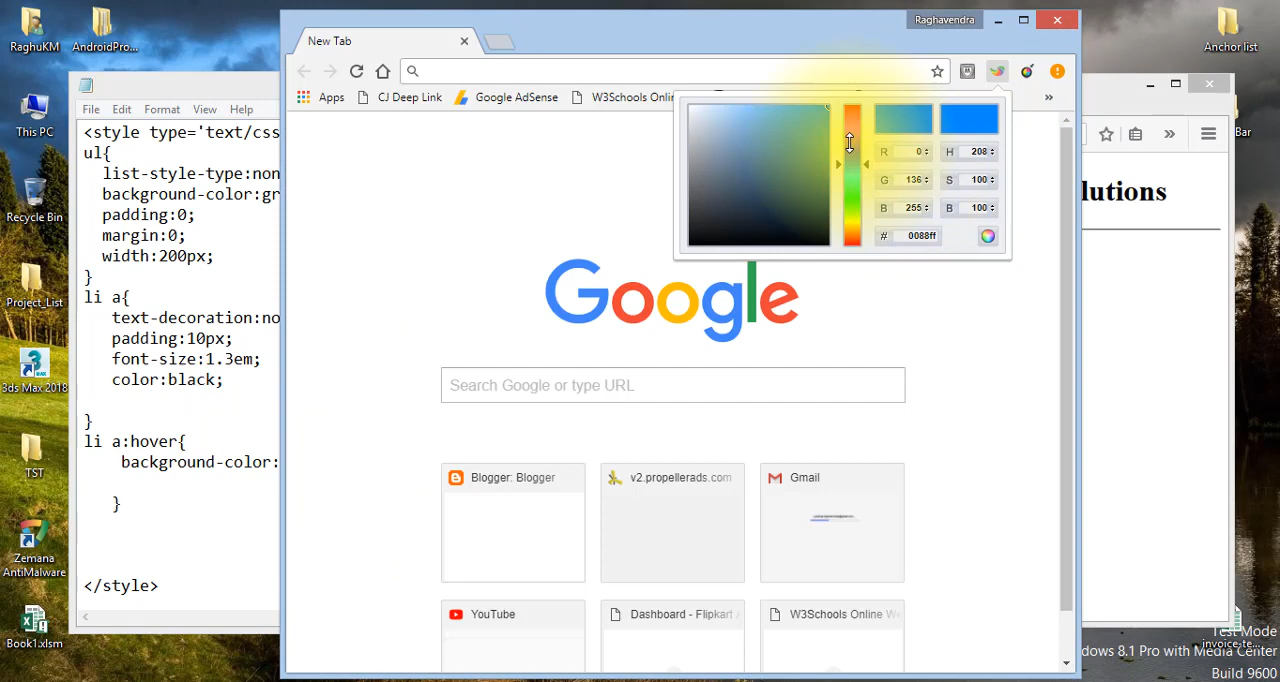 RaghuKM
AndroidPro...
This PC
Recycle Bin
Project_List
3ds Max 2018
TST
Zemana
AntiMalware
Book1.xlsm
File Edit Format View Help
<style type='text/css
ul{
list-style-type:non
background-color:gr
padding:0;
margin:0;
width:200px;
}
li a{
text-decoration:no
padding:10px;
font-size:1.3em;
color:black;
}
li a:hover{
background-color:
}
</style>
Raghavendra
New Tab
Apps CJ Deep Link Google AdSense W3Schools Onlin
»
R 0 H 208
G 136 S 100
B 255 B 100
# 0088ff
Google
Search Google or type URL
Blogger: Blogger
v2.propellerads.com
Gmail
YouTube
Dashboard - Flipkart A
W3Schools Online We
»
lutions
Anchor list
Bar
Test Mode
invoice-te...
dows 8.1 Pro with Media Center
Build 9600